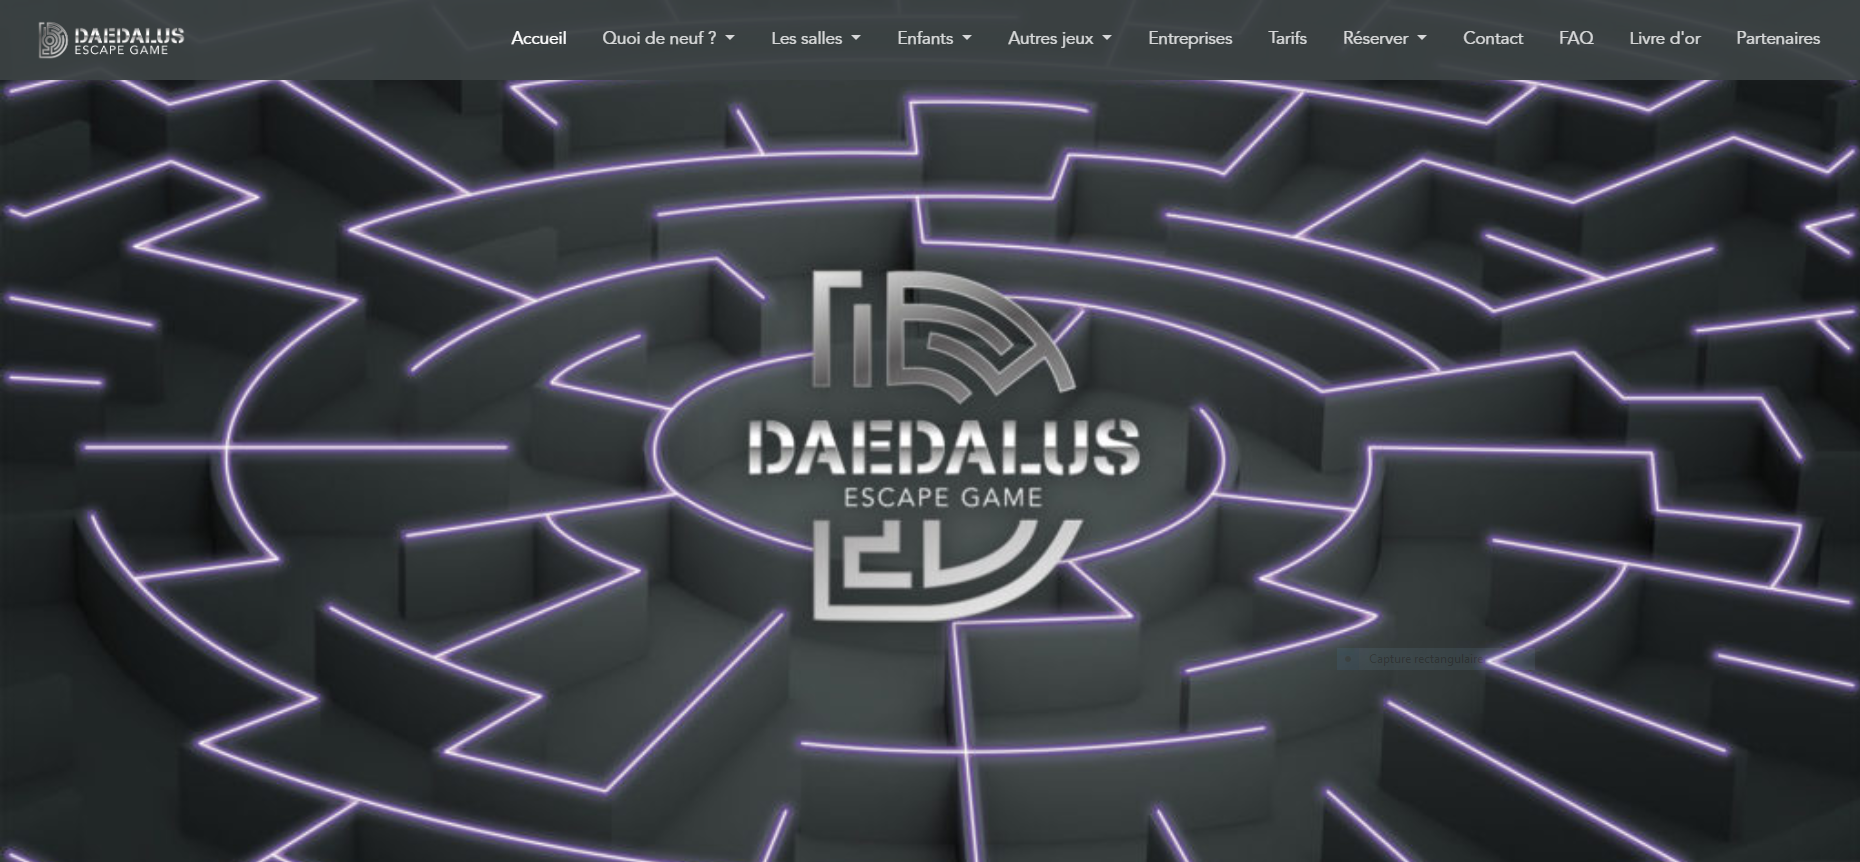 DAEDALUS
ESCAPE GAME
Accueil Quoi de neuf ? Les salles Enfants Autres jeux Entreprises Tarifs Réserver Contact FAQ Livre d'or Partenaires
DAEDALUS
ESCAPE GAME
Capture rectangulaire